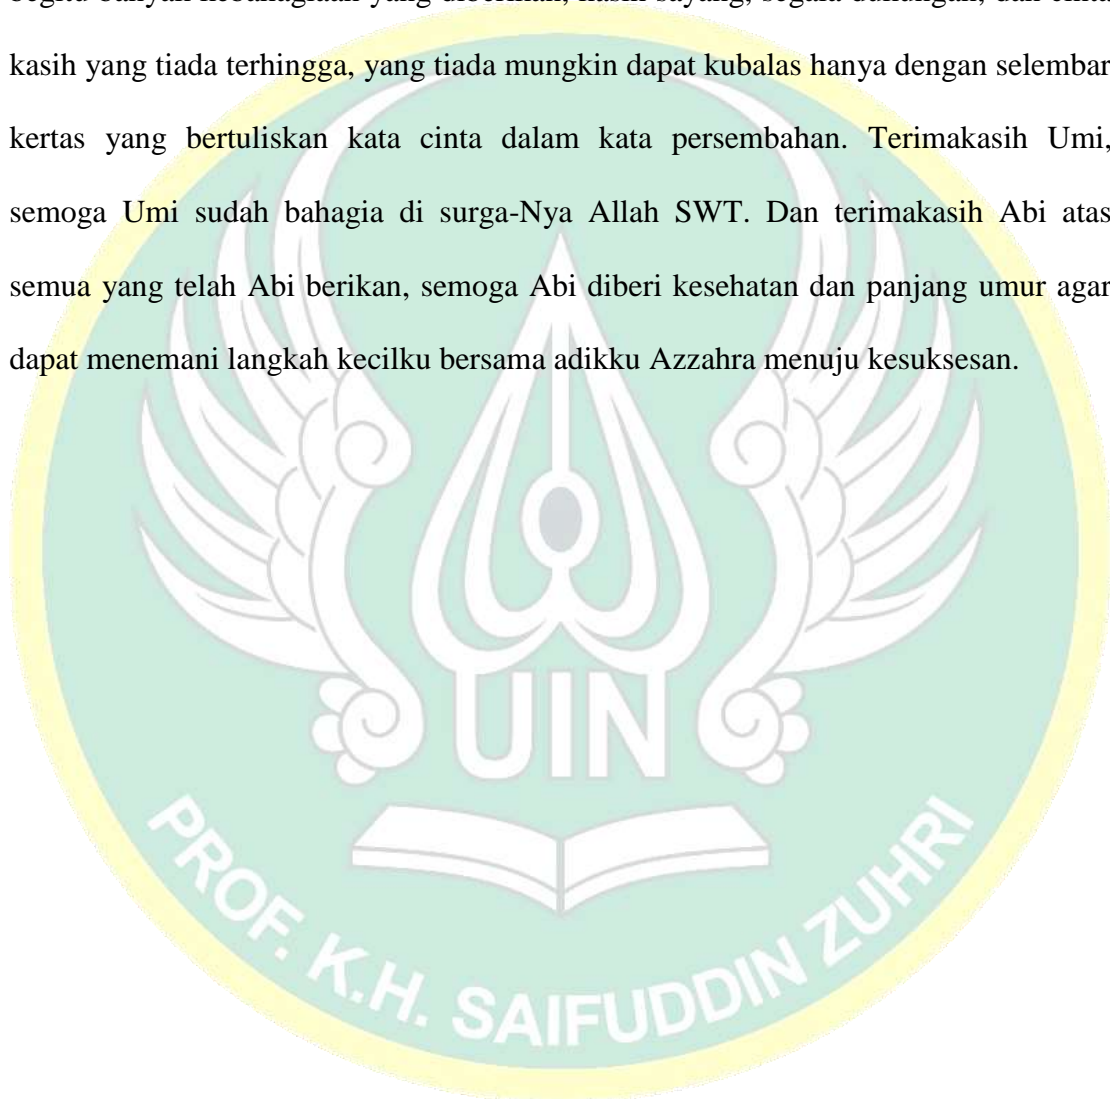 kasih yang tiada terhingga, yang tiada mungkin dapat kubalas hanya dengan selembar
kertas yang bertuliskan kata cinta dalam kata persembahan. Terimakasih Umi,
semoga Umi sudah bahagia di surga-Nya Allah SWT. Dan terimakasih Abi atas
semua yang telah Abi berikan, semoga Abi diberi kesehatan dan panjang umur agar
dapat menemani langkah kecilku bersama adikku Azzahra menuju kesuksesan.
UIN
PROF. K.H. SAIFUDDIN ZUHRI